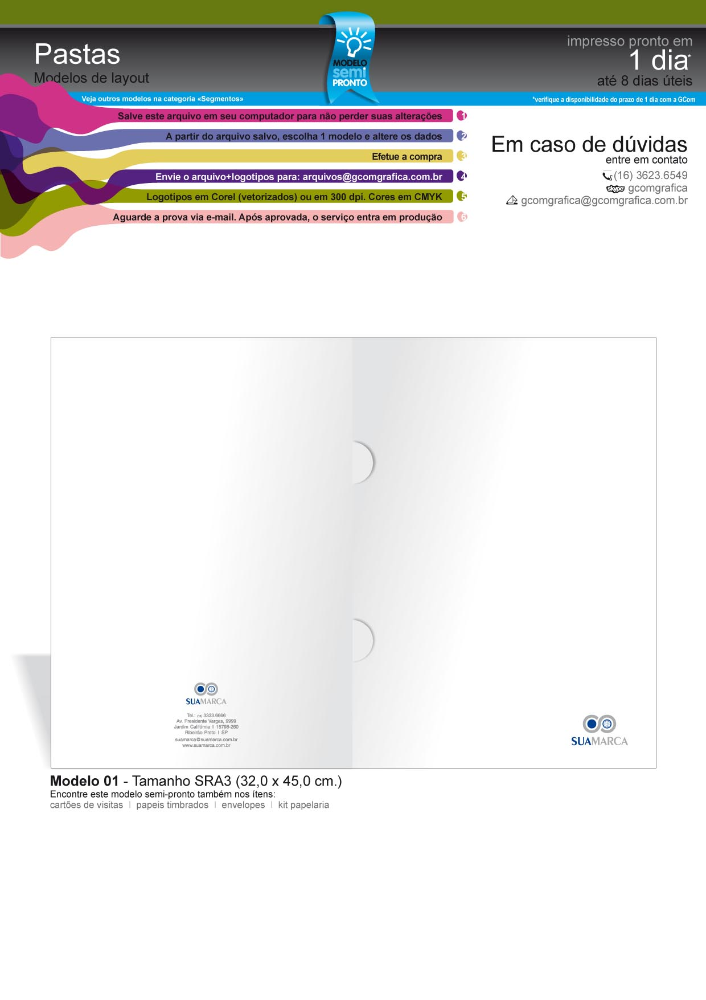 Pastas
Modelos de layout
MODELO
semi
PRONTO
impresso pronto em
1 dia*
até 8 dias úteis
Veja outros modelos na categoria «Segmentos»
*verifique a disponibilidade do prazo de 1 dia com a GCom
Salve este arquivo em seu computador para não perder suas alterações 1
A partir do arquivo salvo, escolha 1 modelo e altere os dados 2
Efetue a compra 3
Envie o arquivo+logotipos para: arquivos@gcomgrafica.com.br 4
Logotipos em Corel (vetorizados) ou em 300 dpi. Cores em CMYK 5
Aguarde a prova via e-mail. Após aprovada, o serviço entra em produção 6
Em caso de dúvidas
entre em contato
(16) 3623.6549
skype gcomgrafica
gcomgrafica@gcomgrafica.com.br
SUAMARCA
Tel.: (16) 3333.6666
Av. Presidente Vargas, 9999
Jardim Califórnia I 15798-260
Ribeirão Preto I SP
suamarca@suamarca.com.br
www.suamarca.com.br
SUAMARCA
Modelo 01 - Tamanho SRA3 (32,0 x 45,0 cm.)
Encontre este modelo semi-pronto também nos ítens:
cartões de visitas | papeis timbrados | envelopes | kit papelaria